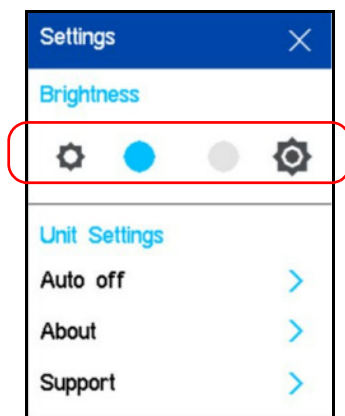 Settings
Brightness
Unit Settings
Auto off
About
Support